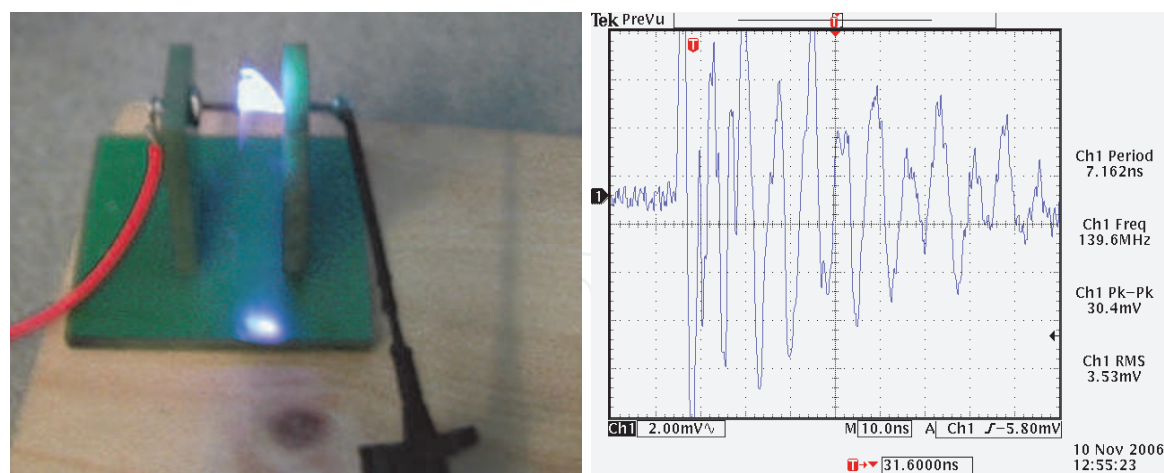 Tek PreVu
T
T
1
Ch1 Period
7.162ns
Ch1 Freq
139.6MHz
Ch1 Pk-Pk
30.4mV
Ch1 RMS
3.53mV
Ch1 2.00mV∿ M 10.0ns A Ch1 ʃ -5.80mV
T→▼ 31.6000ns
10 Nov 2006
12:55:23